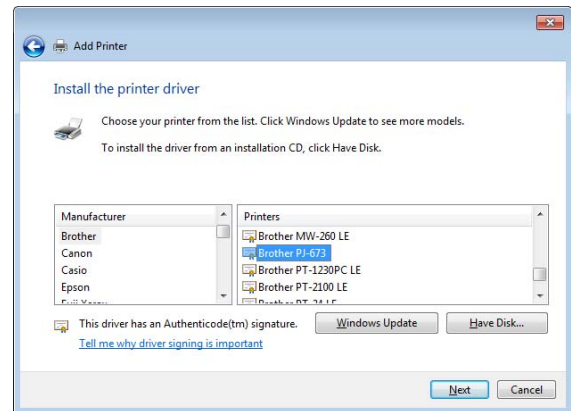 Add Printer
Install the printer driver
Choose your printer from the list. Click Windows Update to see more models.
To install the driver from an installation CD, click Have Disk.
Manufacturer
Brother
Canon
Casio
Epson
Printers
Brother MW-260 LE
Brother PJ-673
Brother PT-1230PC LE
Brother PT-2100 LE
This driver has an Authenticode(tm) signature.
Windows Update
Have Disk...
Tell me why driver signing is important
Next
Cancel